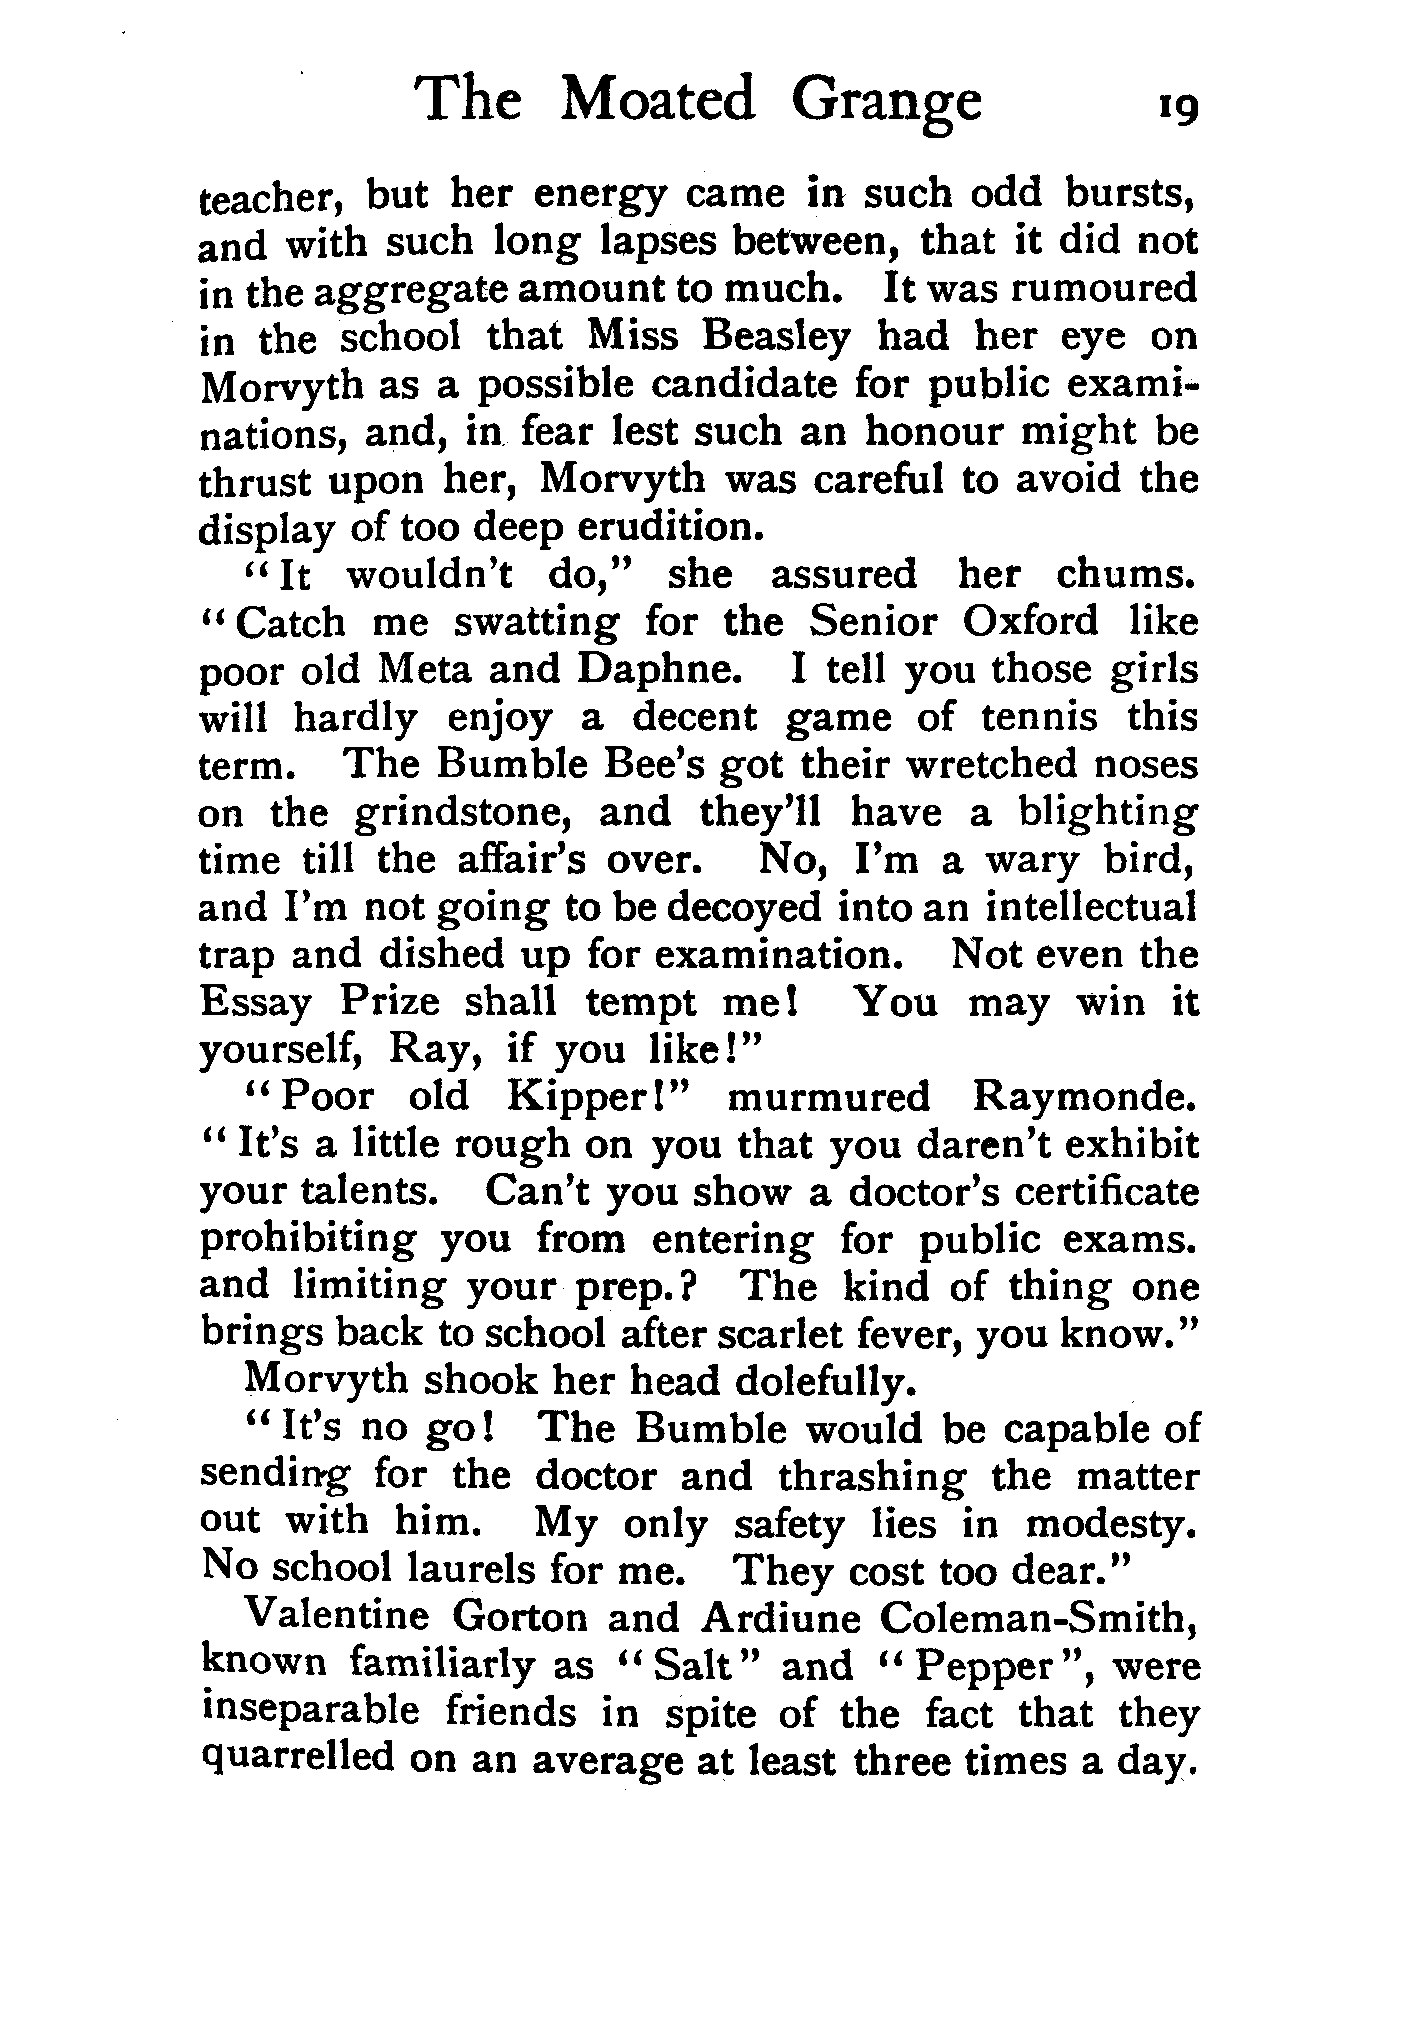 The Moated Grange 19
teacher, but her energy came in such odd bursts,
and with such long lapses between, that it did not
in the aggregate amount to much. It was rumoured
in the school that Miss Beasley had her eye on
Morvyth as a possible candidate for public exami-
nations, and, in fear lest such an honour might be
thrust upon her, Morvyth was careful to avoid the
display of too deep erudition.
"It wouldn't do," she assured her chums.
"Catch me swatting for the Senior Oxford like
poor old Meta and Daphne. I tell you those girls
will hardly enjoy a decent game of tennis this
term. The Bumble Bee's got their wretched noses
on the grindstone, and they'll have a blighting
time till the affair's over. No, I'm a wary bird,
and I'm not going to be decoyed into an intellectual
trap and dished up for examination. Not even the
Essay Prize shall tempt me! You may win it
yourself, Ray, if you like!"
"Poor old Kipper!" murmured Raymonde.
"It's a little rough on you that you daren't exhibit
your talents. Can't you show a doctor's certificate
prohibiting you from entering for public exams.
and limiting your prep.? The kind of thing one
brings back to school after scarlet fever, you know."
Morvyth shook her head dolefully.
"It's no go! The Bumble would be capable of
sending for the doctor and thrashing the matter
out with him. My only safety lies in modesty.
No school laurels for me. They cost too dear."
Valentine Gorton and Ardiune Coleman-Smith,
known familiarly as "Salt" and "Pepper", were
inseparable friends in spite of the fact that they
quarrelled on an average at least three times a day.